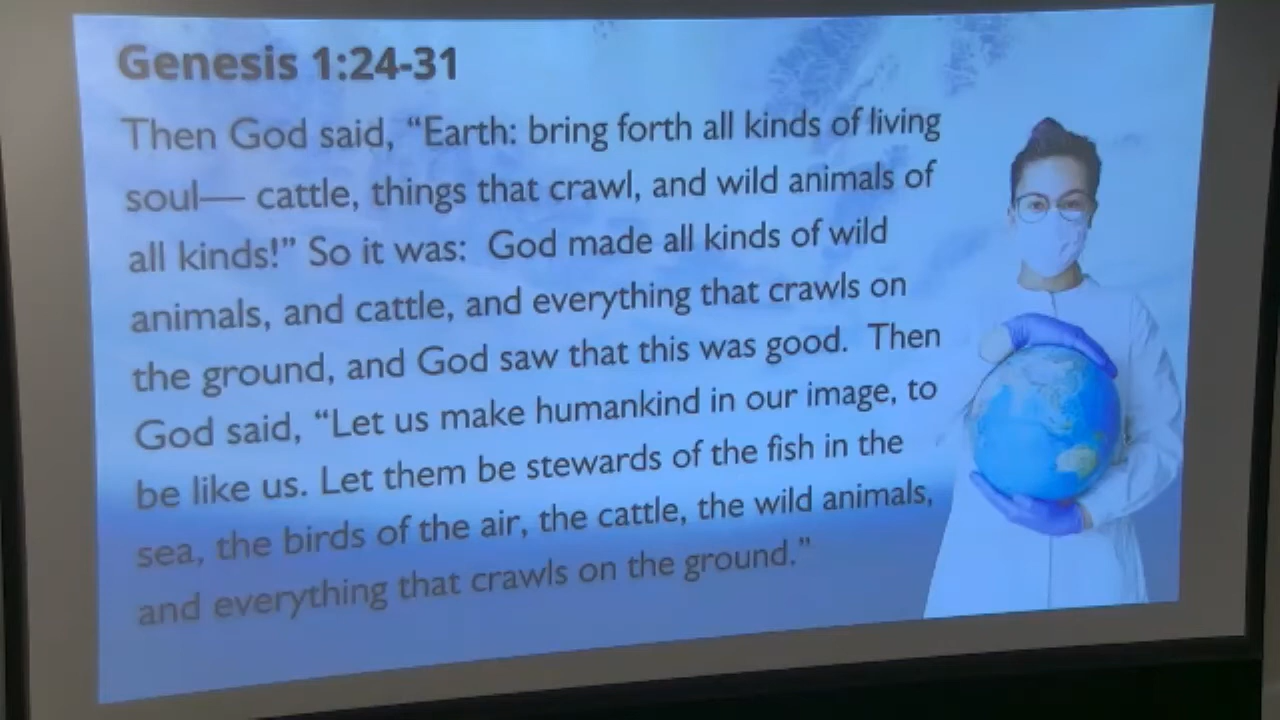 Genesis 1:24-31
Then God said, “Earth: bring forth all kinds of living
soul— cattle, things that crawl, and wild animals of
all kinds!” So it was: God made all kinds of wild
animals, and cattle, and everything that crawls on
the ground, and God saw that this was good. Then
God said, “Let us make humankind in our image, to
be like us. Let them be stewards of the fish in the
sea, the birds of the air, the cattle, the wild animals,
and everything that crawls on the ground.”